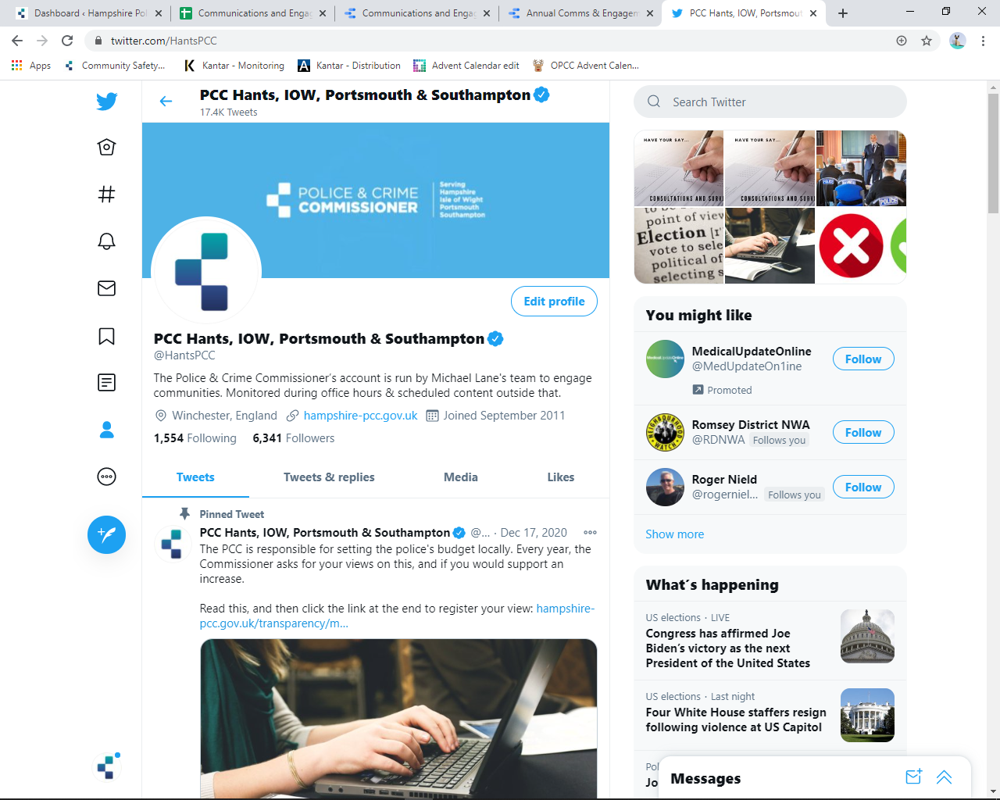 Dashboard ‹ Hampshire Pol
Communications and Engag
Communications and Engag
Annual Comms & Engagem
PCC Hants, IOW, Portsmout
twitter.com/HantsPCC
Apps
Community Safety...
Kantar - Monitoring
Kantar - Distribution
Advent Calendar edit
OPCC Advent Calen...
PCC Hants, IOW, Portsmouth & Southampton
17.4K Tweets
POLICE & CRIME
COMMISSIONER
Serving
Hampshire
Isle of Wight
Portsmouth
Southampton
Edit profile
PCC Hants, IOW, Portsmouth & Southampton
@HantsPCC
The Police & Crime Commissioner's account is run by Michael Lane's team to engage
communities. Monitored during office hours & scheduled content outside that.
Winchester, England hampshire-pcc.gov.uk Joined September 2011
1,554 Following 6,341 Followers
Tweets
Tweets & replies
Media
Likes
Pinned Tweet
PCC Hants, IOW, Portsmouth & Southampton @... · Dec 17, 2020
The PCC is responsible for setting the police's budget locally. Every year, the
Commissioner asks for your views on this, and if you would support an
increase.
Read this, and then click the link at the end to register your view: hampshire-
pcc.gov.uk/transparency/m...
Search Twitter
HAVE YOUR SAY...
CONSULTATIONS AND SURV
HAVE YOUR SAY...
CONSULTATIONS AND SURV
POLICE
POLICE
to be
point of view
Election [ɪ'
vote to sele
political of
selecting s
You might like
MedicalUpdateOnline
@MedUpdateOn1ine
Follow
Promoted
NEIGHBOURHOOD
WATCH
Romsey District NWA
@RDNWA Follows you
Follow
Roger Nield
@rogerniel... Follows you
Follow
Show more
What's happening
US elections · LIVE
Congress has affirmed Joe
Biden's victory as the next
President of the United States
US elections · Last night
Four White House staffers resign
following violence at US Capitol
Pol
Jo
Messages